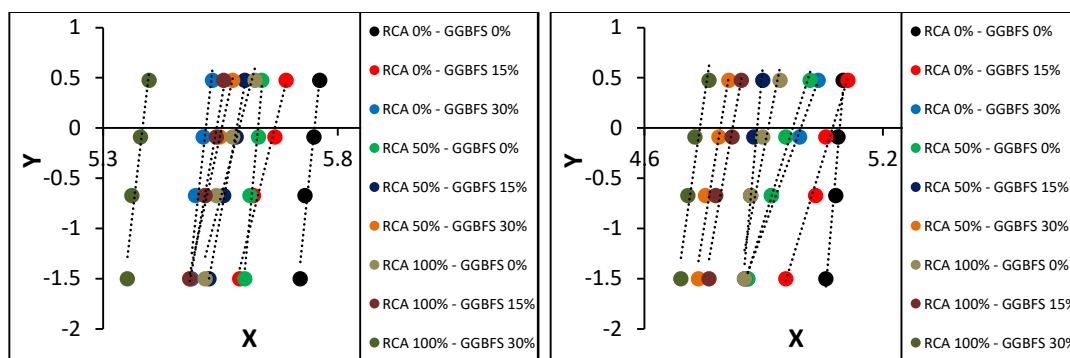 1
0.5
0
-0.5
-1
-1.5
-2
5.3
5.8
Y
X
RCA 0% - GGBFS 0%
RCA 0% - GGBFS 15%
RCA 0% - GGBFS 30%
RCA 50% - GGBFS 0%
RCA 50% - GGBFS 15%
RCA 50% - GGBFS 30%
RCA 100% - GGBFS 0%
RCA 100% - GGBFS 15%
RCA 100% - GGBFS 30%
1
0.5
0
-0.5
-1
-1.5
-2
4.6
5.2
Y
X
RCA 0% - GGBFS 0%
RCA 0% - GGBFS 15%
RCA 0% - GGBFS 30%
RCA 50% - GGBFS 0%
RCA 50% - GGBFS 15%
RCA 50% - GGBFS 30%
RCA 100% - GGBFS 0%
RCA 100% - GGBFS 15%
RCA 100% - GGBFS 30%